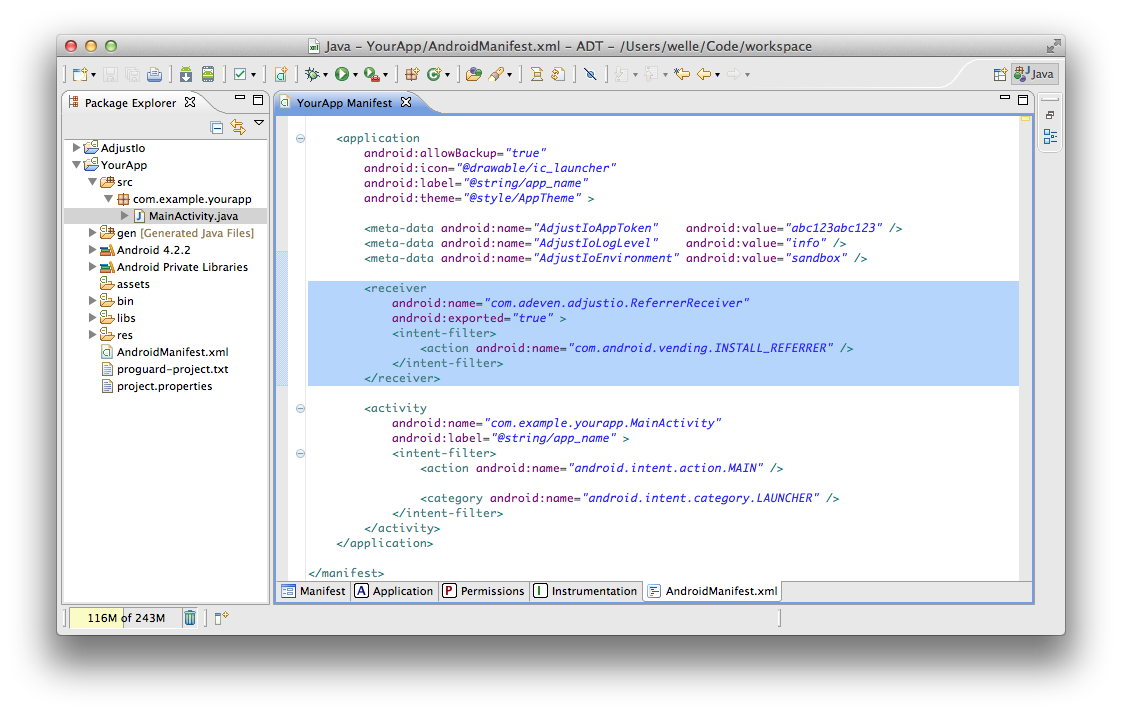 Java – YourApp/AndroidManifest.xml – ADT – /Users/welle/Code/workspace
Java
Package Explorer
AdjustIo
YourApp
src
com.example.yourapp
MainActivity.java
gen [Generated Java Files]
Android 4.2.2
Android Private Libraries
assets
bin
libs
res
AndroidManifest.xml
proguard-project.txt
project.properties
YourApp Manifest
<application
android:allowBackup="true"
android:icon="@drawable/ic_launcher"
android:label="@string/app_name"
android:theme="@style/AppTheme" >
<meta-data android:name="AdjustIoAppToken" android:value="abc123abc123" />
<meta-data android:name="AdjustIoLogLevel" android:value="info" />
<meta-data android:name="AdjustIoEnvironment" android:value="sandbox" />
<receiver
android:name="com.adeven.adjustio.ReferrerReceiver"
android:exported="true" >
<intent-filter>
<action android:name="com.android.vending.INSTALL_REFERRER" />
</intent-filter>
</receiver>
<activity
android:name="com.example.yourapp.MainActivity"
android:label="@string/app_name" >
<intent-filter>
<action android:name="android.intent.action.MAIN" />
<category android:name="android.intent.category.LAUNCHER" />
</intent-filter>
</activity>
</application>
</manifest>
Manifest A Application P Permissions I Instrumentation AndroidManifest.xml
116M of 243M